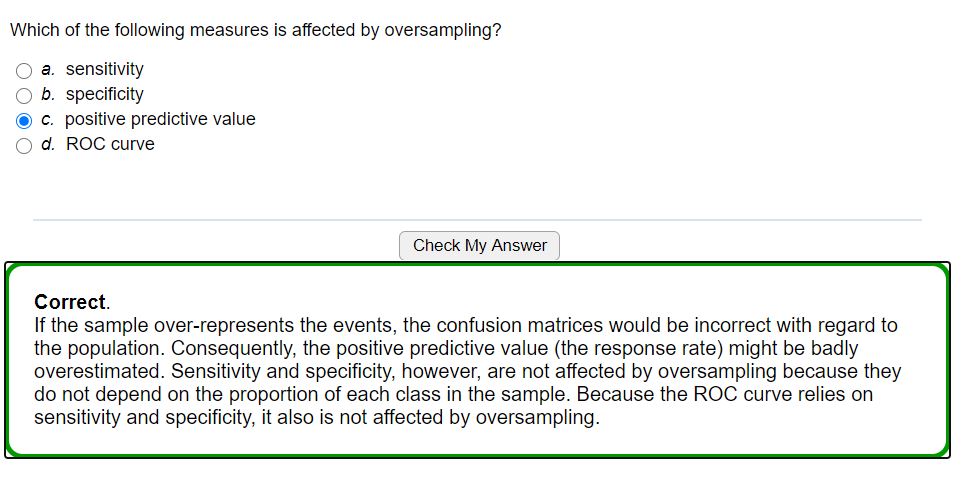 Which of the following measures is affected by oversampling?
a. sensitivity
b. specificity
c. positive predictive value
d. ROC curve
Check My Answer
Correct.
If the sample over-represents the events, the confusion matrices would be incorrect with regard to
the population. Consequently, the positive predictive value (the response rate) might be badly
overestimated. Sensitivity and specificity, however, are not affected by oversampling because they
do not depend on the proportion of each class in the sample. Because the ROC curve relies on
sensitivity and specificity, it also is not affected by oversampling.